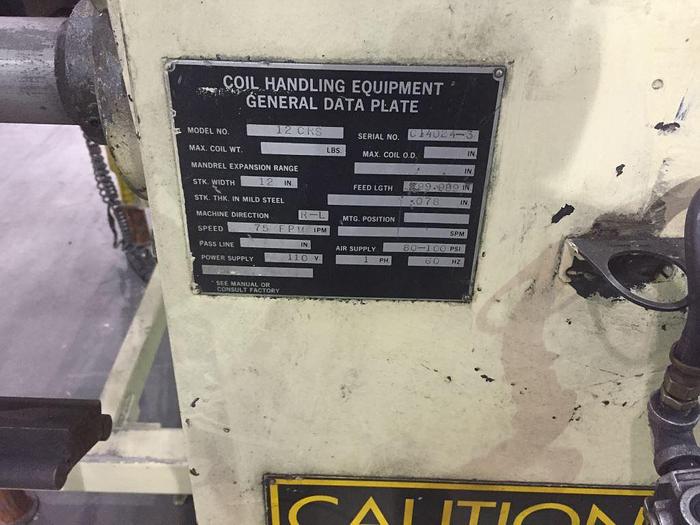 COIL HANDLING EQUIPMENT
GENERAL DATA PLATE
MODEL NO. 12 CRS SERIAL NO. C14024-3
MAX. COIL WT. LBS. MAX. COIL O.D. IN
MANDREL EXPANSION RANGE IN
STK. WIDTH 12 IN FEED LGTH 999.999 IN
STK. THK. IN MILD STEEL .078 IN
MACHINE DIRECTION R-L MTG. POSITION
SPEED 75 FPM IPM SPM
PASS LINE IN AIR SUPPLY 80-100 PSI
POWER SUPPLY 110 V 1 PH 60 HZ
* SEE MANUAL OR
CONSULT FACTORY
CAUTION